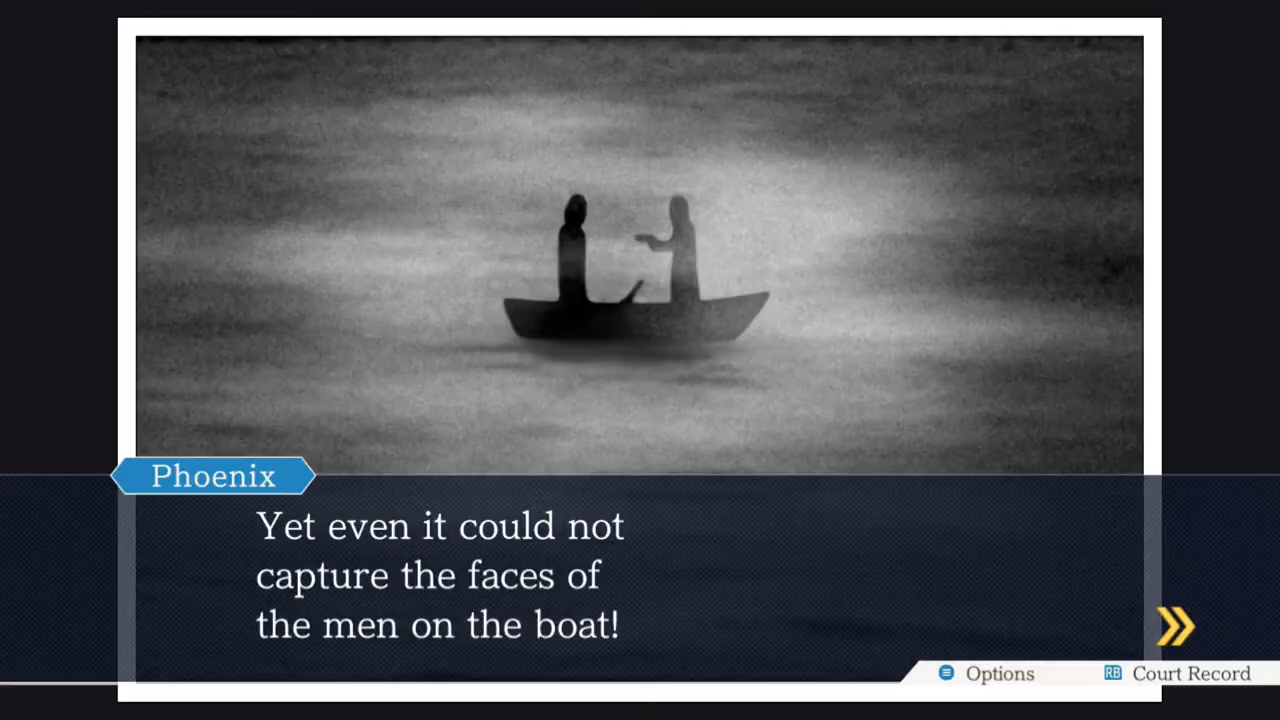 Phoenix
Yet even it could not
capture the faces of
the men on the boat!
Options
RB Court Record